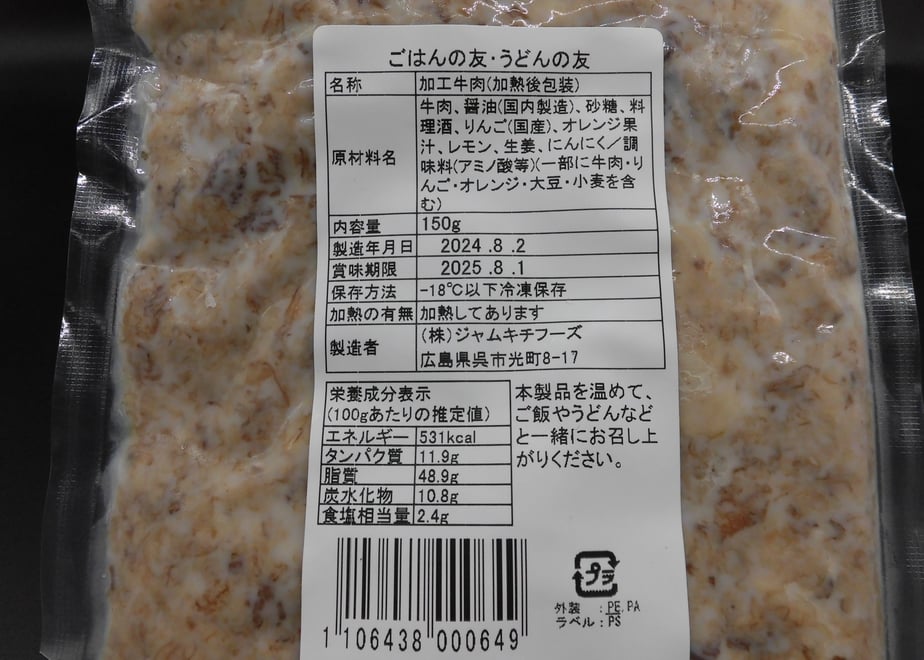 ごはんの友・うどんの友
名称 加工牛肉(加熱後包装)
原材料名 牛肉、醤油(国内製造)、砂糖、料
理酒、りんご(国産)、オレンジ果
汁、レモン、生姜、にんにく／調
味料(アミノ酸等)(一部に牛肉・り
んご・オレンジ・大豆・小麦を含
む)
内容量 150g
製造年月日 2024.8.2
賞味期限 2025.8.1
保存方法 -18℃以下冷凍保存
加熱の有無 加熱してあります
製造者 (株)ジャムキチフーズ
広島県呉市光町8-17
栄養成分表示
(100gあたりの推定値)
エネルギー 531kcal
タンパク質 11.9g
脂質 48.9g
炭水化物 10.8g
食塩相当量 2.4g
本製品を温めて、
ご飯やうどんなど
と一緒にお召し上
がりください。
1 106438 000649
プラ
外装 :PE,PA
ラベル:PS